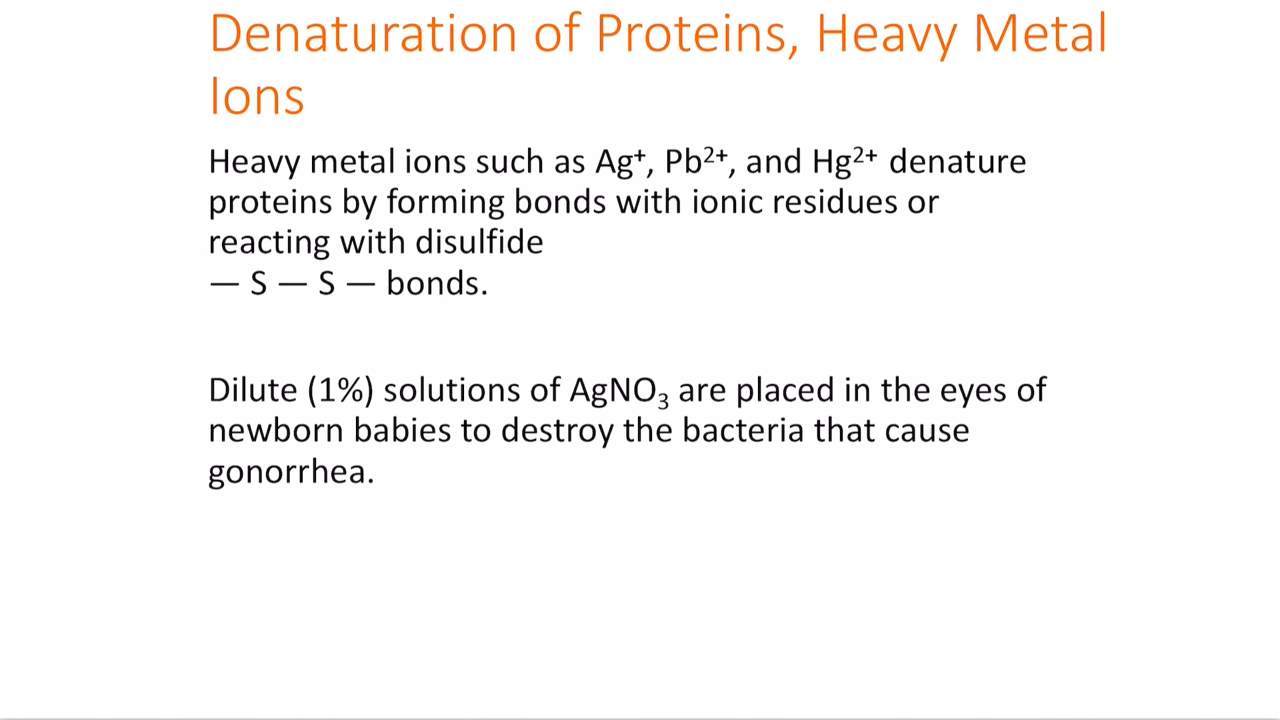 Denaturation of Proteins, Heavy Metal
Ions
Heavy metal ions such as Ag⁺, Pb²⁺, and Hg²⁺ denature
proteins by forming bonds with ionic residues or
reacting with disulfide
— S — S — bonds.
Dilute (1%) solutions of AgNO₃ are placed in the eyes of
newborn babies to destroy the bacteria that cause
gonorrhea.